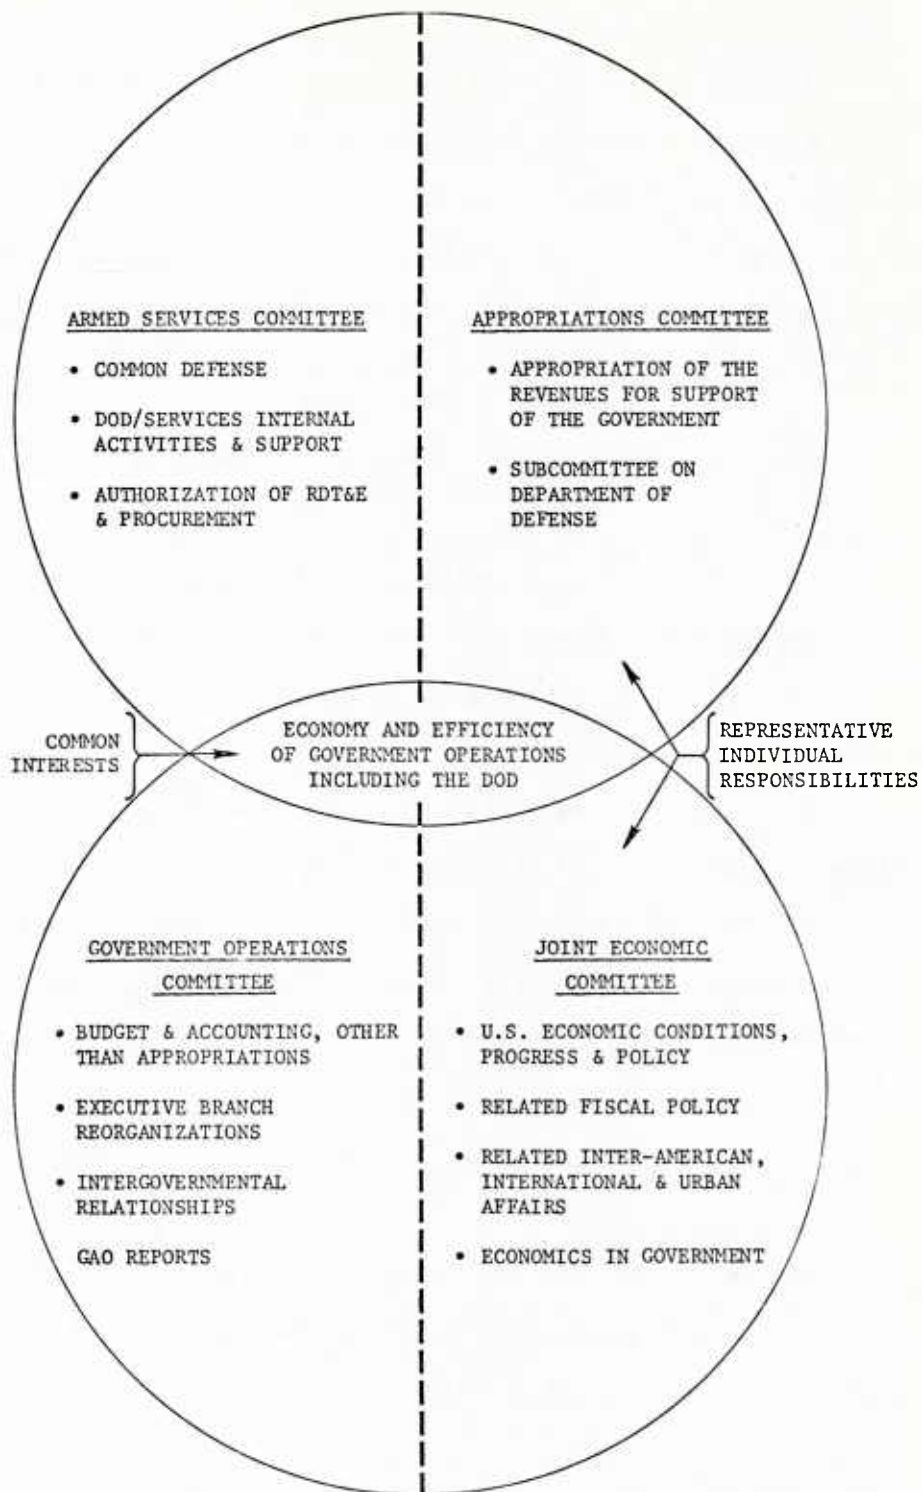 ARMED SERVICES COMMITTEE
• COMMON DEFENSE
• DOD/SERVICES INTERNAL
ACTIVITIES & SUPPORT
• AUTHORIZATION OF RDT&E
& PROCUREMENT
APPROPRIATIONS COMMITTEE
• APPROPRIATION OF THE
REVENUES FOR SUPPORT
OF THE GOVERNMENT
• SUBCOMMITTEE ON
DEPARTMENT OF
DEFENSE
COMMON
INTERESTS
ECONOMY AND EFFICIENCY
OF GOVERNMENT OPERATIONS
INCLUDING THE DOD
REPRESENTATIVE
INDIVIDUAL
RESPONSIBILITIES
GOVERNMENT OPERATIONS
COMMITTEE
• BUDGET & ACCOUNTING, OTHER
THAN APPROPRIATIONS
• EXECUTIVE BRANCH
REORGANIZATIONS
• INTERGOVERNMENTAL
RELATIONSHIPS
GAO REPORTS
JOINT ECONOMIC
COMMITTEE
• U.S. ECONOMIC CONDITIONS,
PROGRESS & POLICY
• RELATED FISCAL POLICY
• RELATED INTER-AMERICAN,
INTERNATIONAL & URBAN
AFFAIRS
• ECONOMICS IN GOVERNMENT